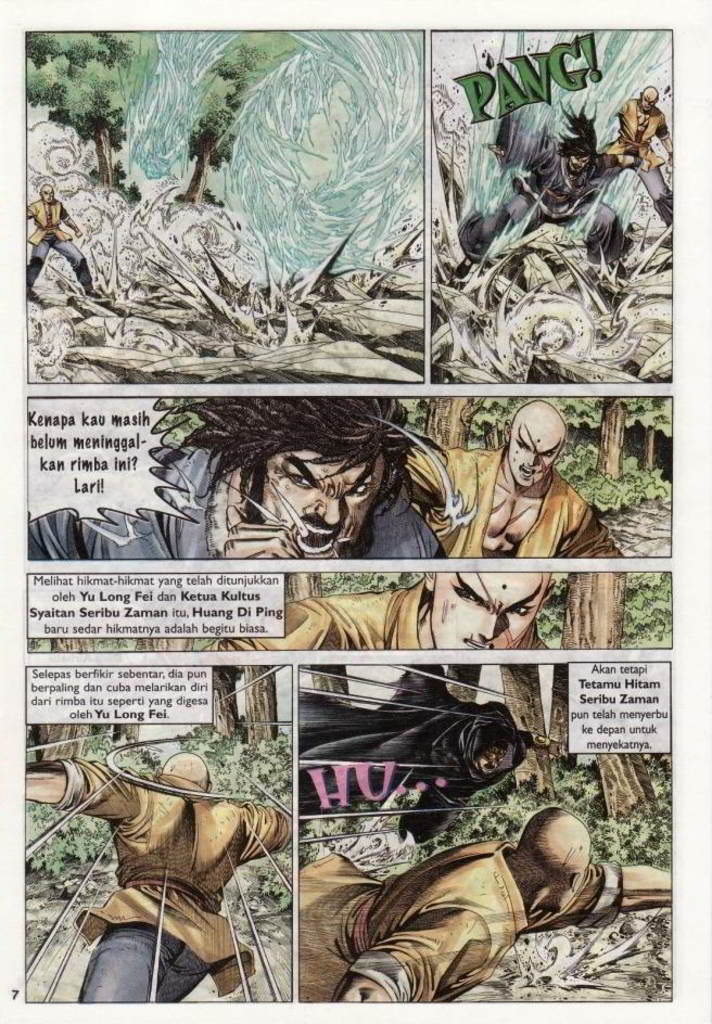 PANG!
Kenapa kau masih
belum meninggal-
kan rimba ini?
Lari!
Melihat hikmat-hikmat yang telah ditunjukkan
oleh Yu Long Fei dan Ketua Kultus
Syaitan Seribu Zaman itu, Huang Di Ping
baru sedar hikmatnya adalah begitu biasa.
Selepas berfikir sebentar, dia pun
berpaling dan cuba melarikan diri
dari rimba itu seperti yang digesa
oleh Yu Long Fei.
Akan tetapi
Tetamu Hitam
Seribu Zaman
pun telah menyerbu
ke depan untuk
menyekatnya.
HU...
7